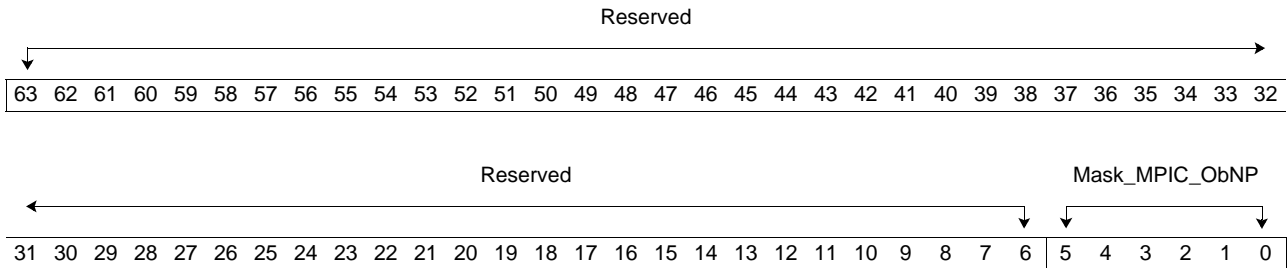 Reserved
63 62 61 60 59 58 57 56 55 54 53 52 51 50 49 48 47 46 45 44 43 42 41 40 39 38 37 36 35 34 33 32
Reserved Mask_MPIC_ObNP
31 30 29 28 27 26 25 24 23 22 21 20 19 18 17 16 15 14 13 12 11 10 9 8 7 6 5 4 3 2 1 0